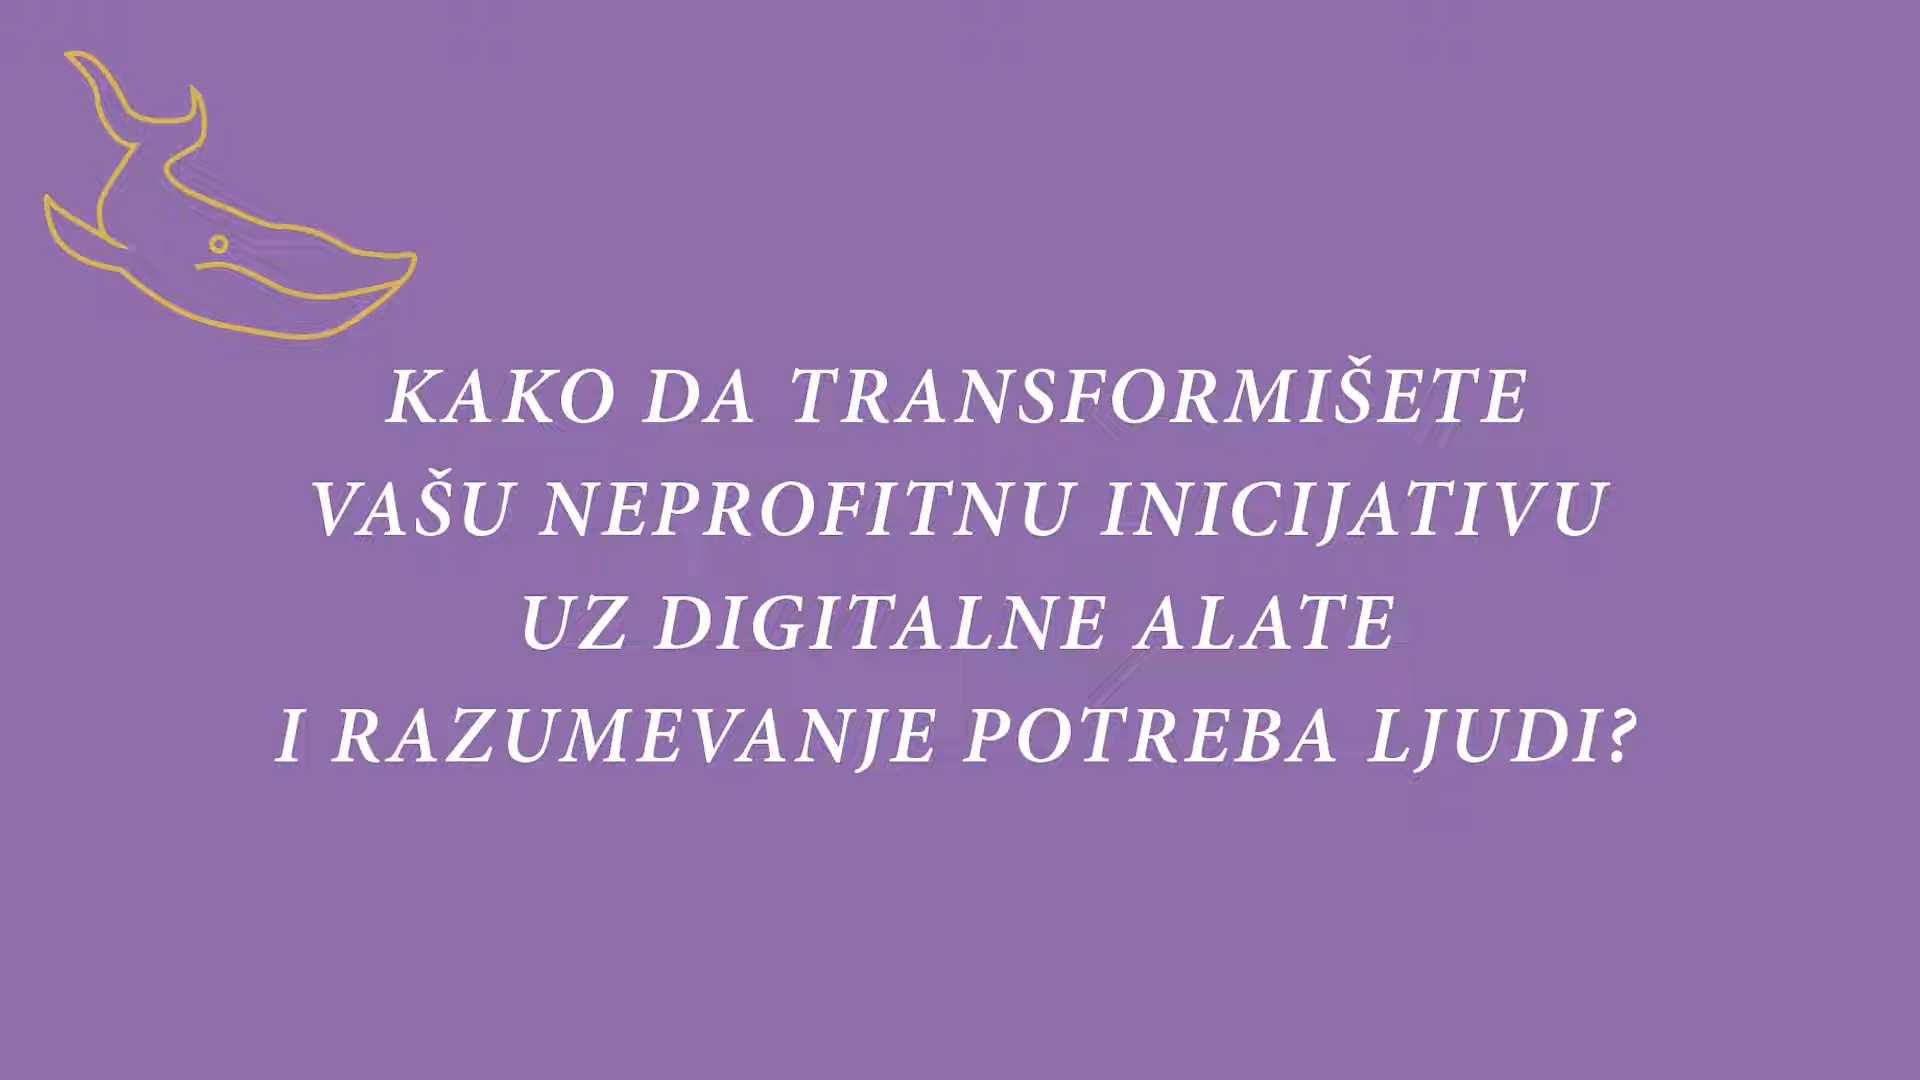 KAKO DA TRANSFORMIŠETE
VAŠU NEPROFITNU INICIJATIVU
UZ DIGITALNE ALATE
I RAZUMEVANJE POTREBA LJUDI?